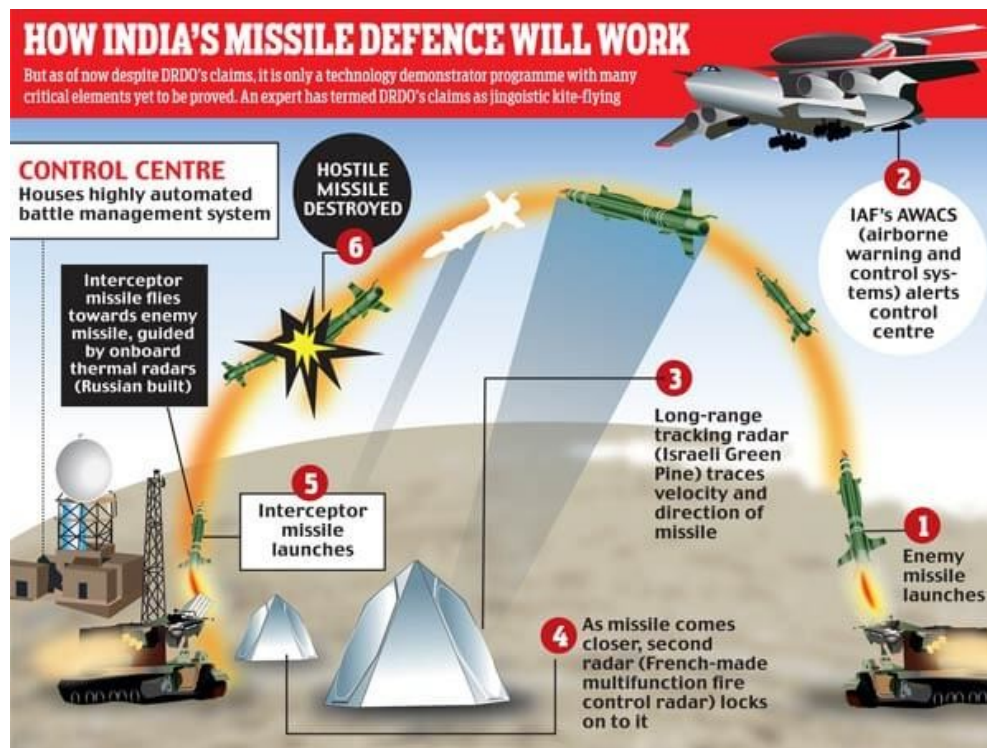 HOW INDIA'S MISSILE DEFENCE WILL WORK
But as of now despite DRDO's claims, it is only a technology demonstrator programme with many
critical elements yet to be proved. An expert has termed DRDO's claims as jingoistic kite-flying
CONTROL CENTRE
Houses highly automated
battle management system
HOSTILE
MISSILE
DESTROYED
6
2
IAF's AWACS
(airborne
warning and
control sys-
tems) alerts
control
centre
Interceptor
missile flies
towards enemy
missile, guided
by onboard
thermal radars
(Russian built)
3
Long-range
tracking radar
(Israeli Green
Pine) traces
velocity and
direction of
missile
5
Interceptor
missile
launches
1
Enemy
missile
launches
4
As missile comes
closer, second
radar (French-made
multifunction fire
control radar) locks
on to it